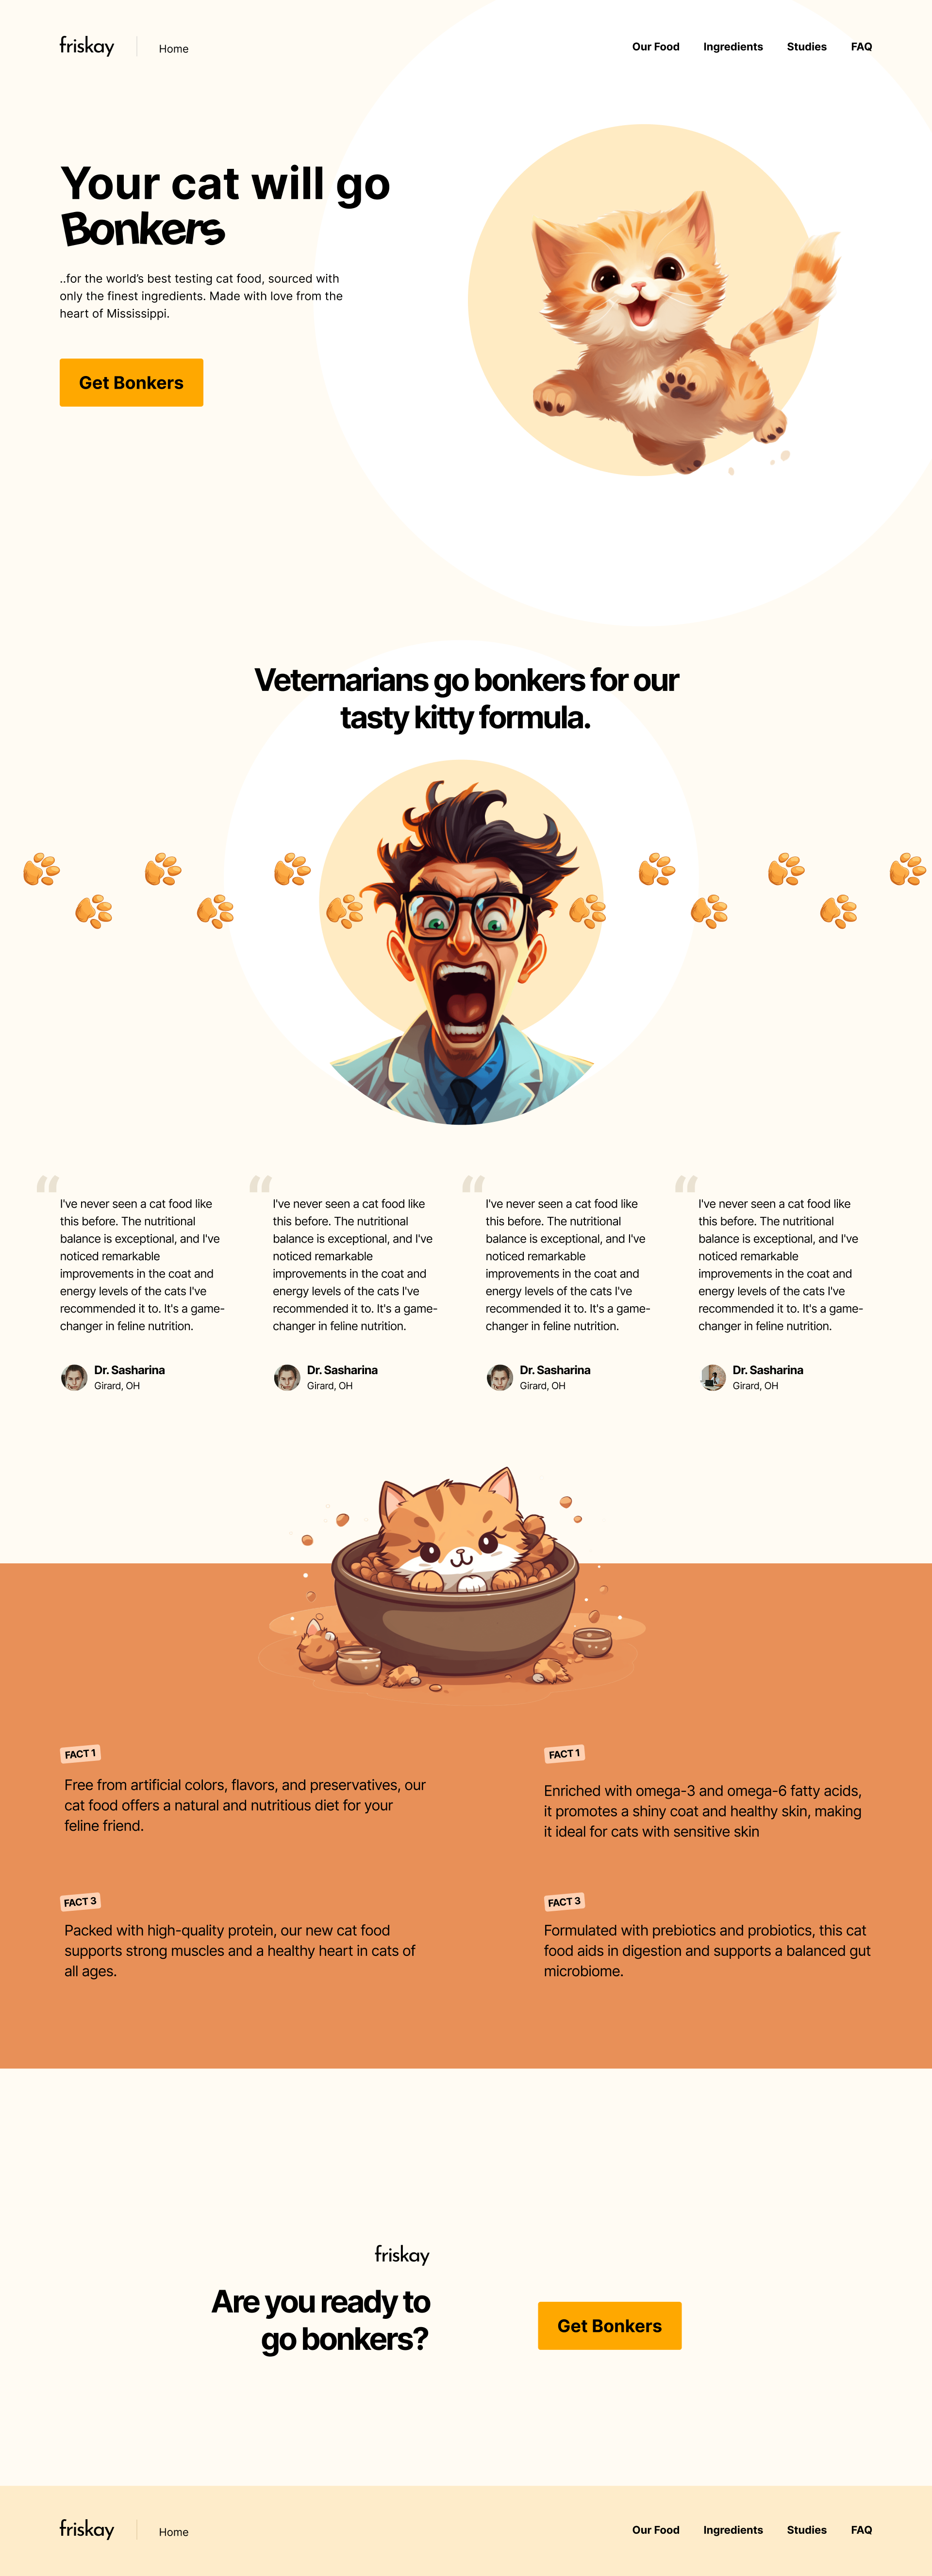 friskay
Home
Our Food
Ingredients
Studies
FAQ
Your cat will go
Bonkers
..for the world's best testing cat food, sourced with
only the finest ingredients. Made with love from the
heart of Mississippi.
Get Bonkers
Veternarians go bonkers for our
tasty kitty formula.
“
I've never seen a cat food like
this before. The nutritional
balance is exceptional, and I've
noticed remarkable
improvements in the coat and
energy levels of the cats I've
recommended it to. It's a game-
changer in feline nutrition.
Dr. Sasharina
Girard, OH
“
I've never seen a cat food like
this before. The nutritional
balance is exceptional, and I've
noticed remarkable
improvements in the coat and
energy levels of the cats I've
recommended it to. It's a game-
changer in feline nutrition.
Dr. Sasharina
Girard, OH
“
I've never seen a cat food like
this before. The nutritional
balance is exceptional, and I've
noticed remarkable
improvements in the coat and
energy levels of the cats I've
recommended it to. It's a game-
changer in feline nutrition.
Dr. Sasharina
Girard, OH
“
I've never seen a cat food like
this before. The nutritional
balance is exceptional, and I've
noticed remarkable
improvements in the coat and
energy levels of the cats I've
recommended it to. It's a game-
changer in feline nutrition.
Dr. Sasharina
Girard, OH
FACT 1
Free from artificial colors, flavors, and preservatives, our
cat food offers a natural and nutritious diet for your
feline friend.
FACT 1
Enriched with omega-3 and omega-6 fatty acids,
it promotes a shiny coat and healthy skin, making
it ideal for cats with sensitive skin
FACT 3
Packed with high-quality protein, our new cat food
supports strong muscles and a healthy heart in cats of
all ages.
FACT 3
Formulated with prebiotics and probiotics, this cat
food aids in digestion and supports a balanced gut
microbiome.
friskay
Are you ready to
go bonkers?
Get Bonkers
friskay
Home
Our Food
Ingredients
Studies
FAQ